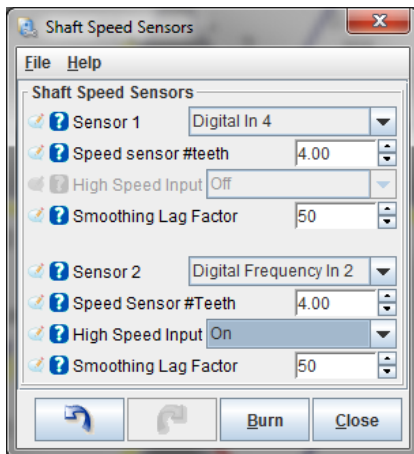 Shaft Speed Sensors
File Help
Shaft Speed Sensors
Sensor 1 Digital In 4
Speed sensor #teeth 4.00
High Speed Input Off
Smoothing Lag Factor 50
Sensor 2 Digital Frequency In 2
Speed Sensor #Teeth 4.00
High Speed Input On
Smoothing Lag Factor 50
Burn Close